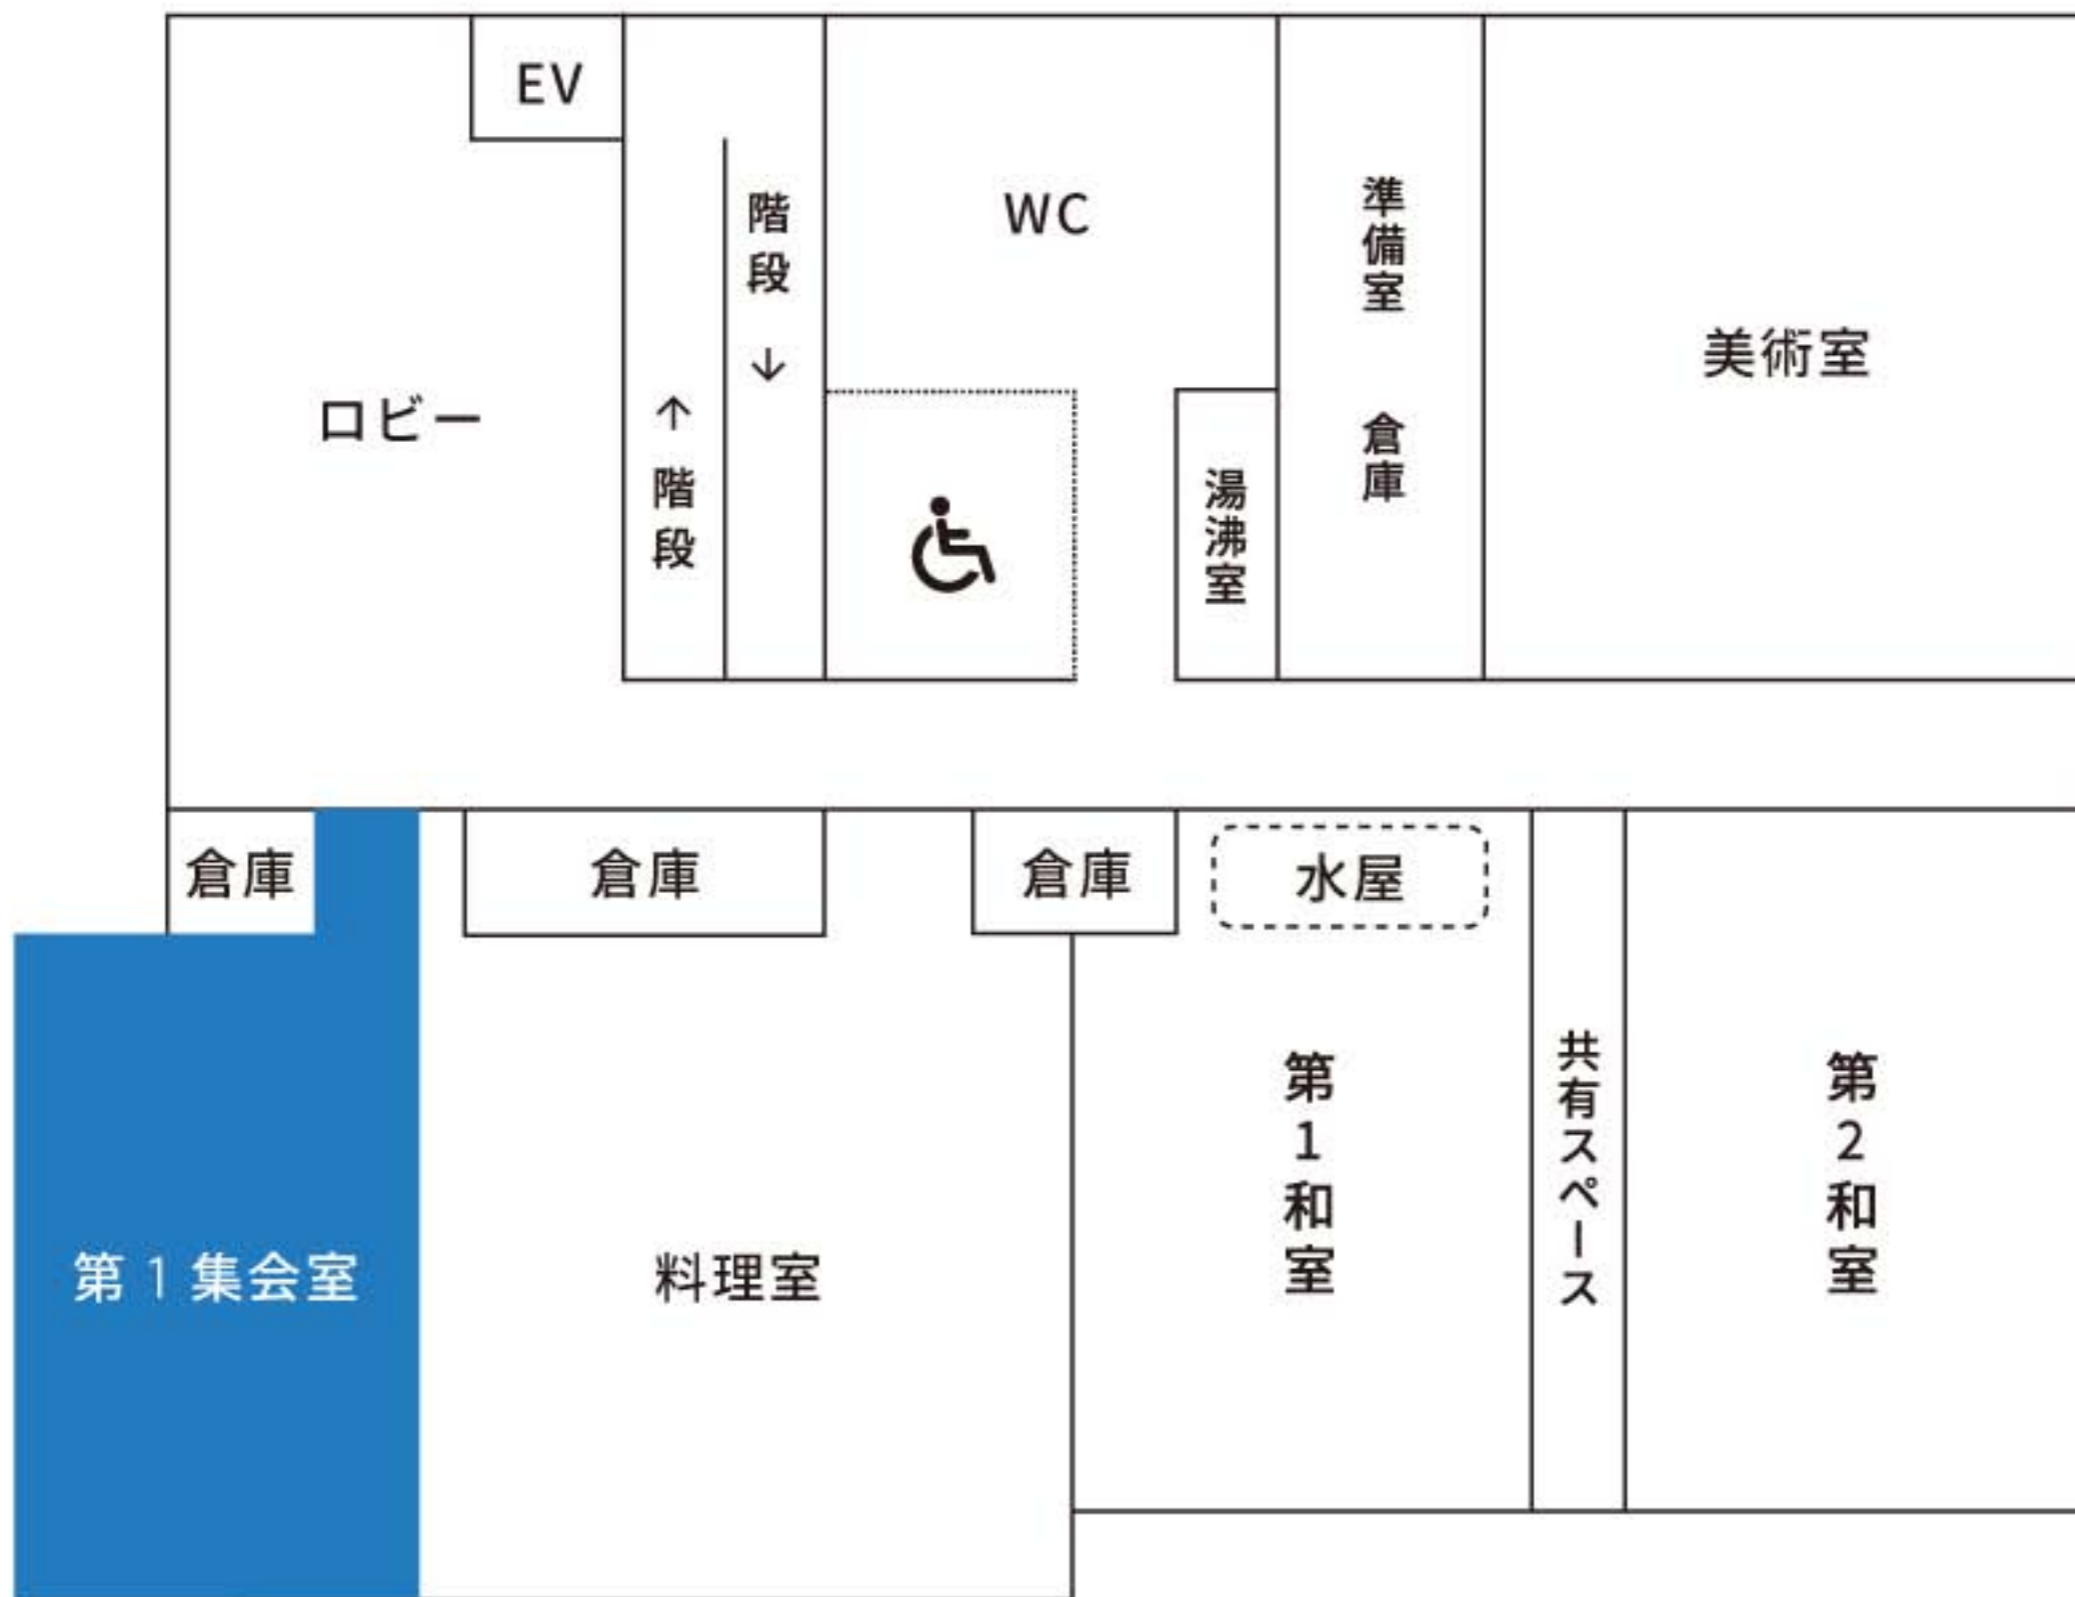 EV
階段 ↓
WC
準備室 倉庫
美術室
ロビー
↑ 階段
湯沸室
倉庫
倉庫
倉庫
水屋
第1集会室
料理室
第1和室
共有スペース
第2和室